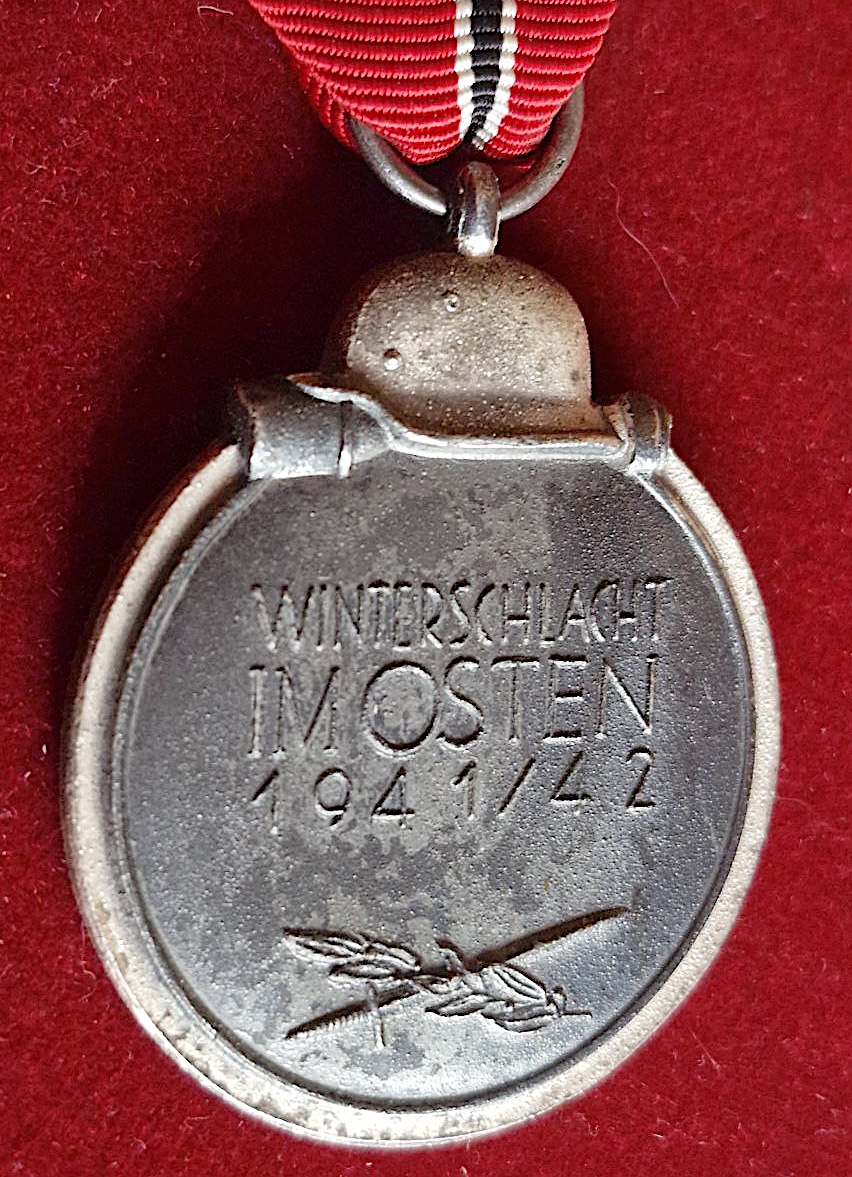 WINTERSCHLACHT
IM OSTEN
1941/42